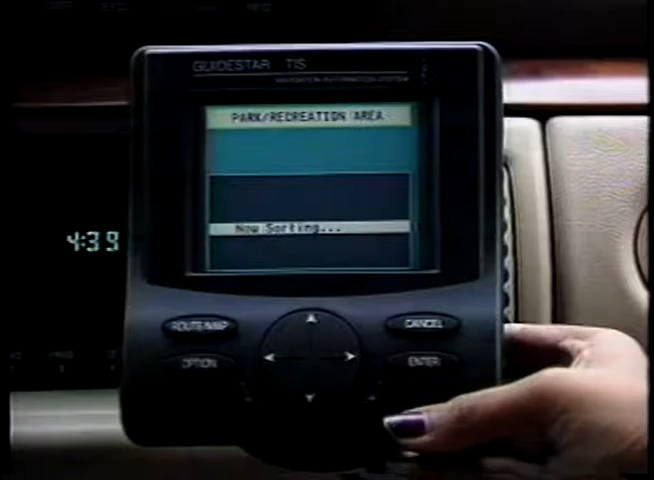 GUIDESTAR TIS
NAVIGATION INFORMATION SYSTEM
PARK/RECREATION AREA
Now Sorting...
4:39
ROUTE/MAP
CANCEL
OPTION
ENTER